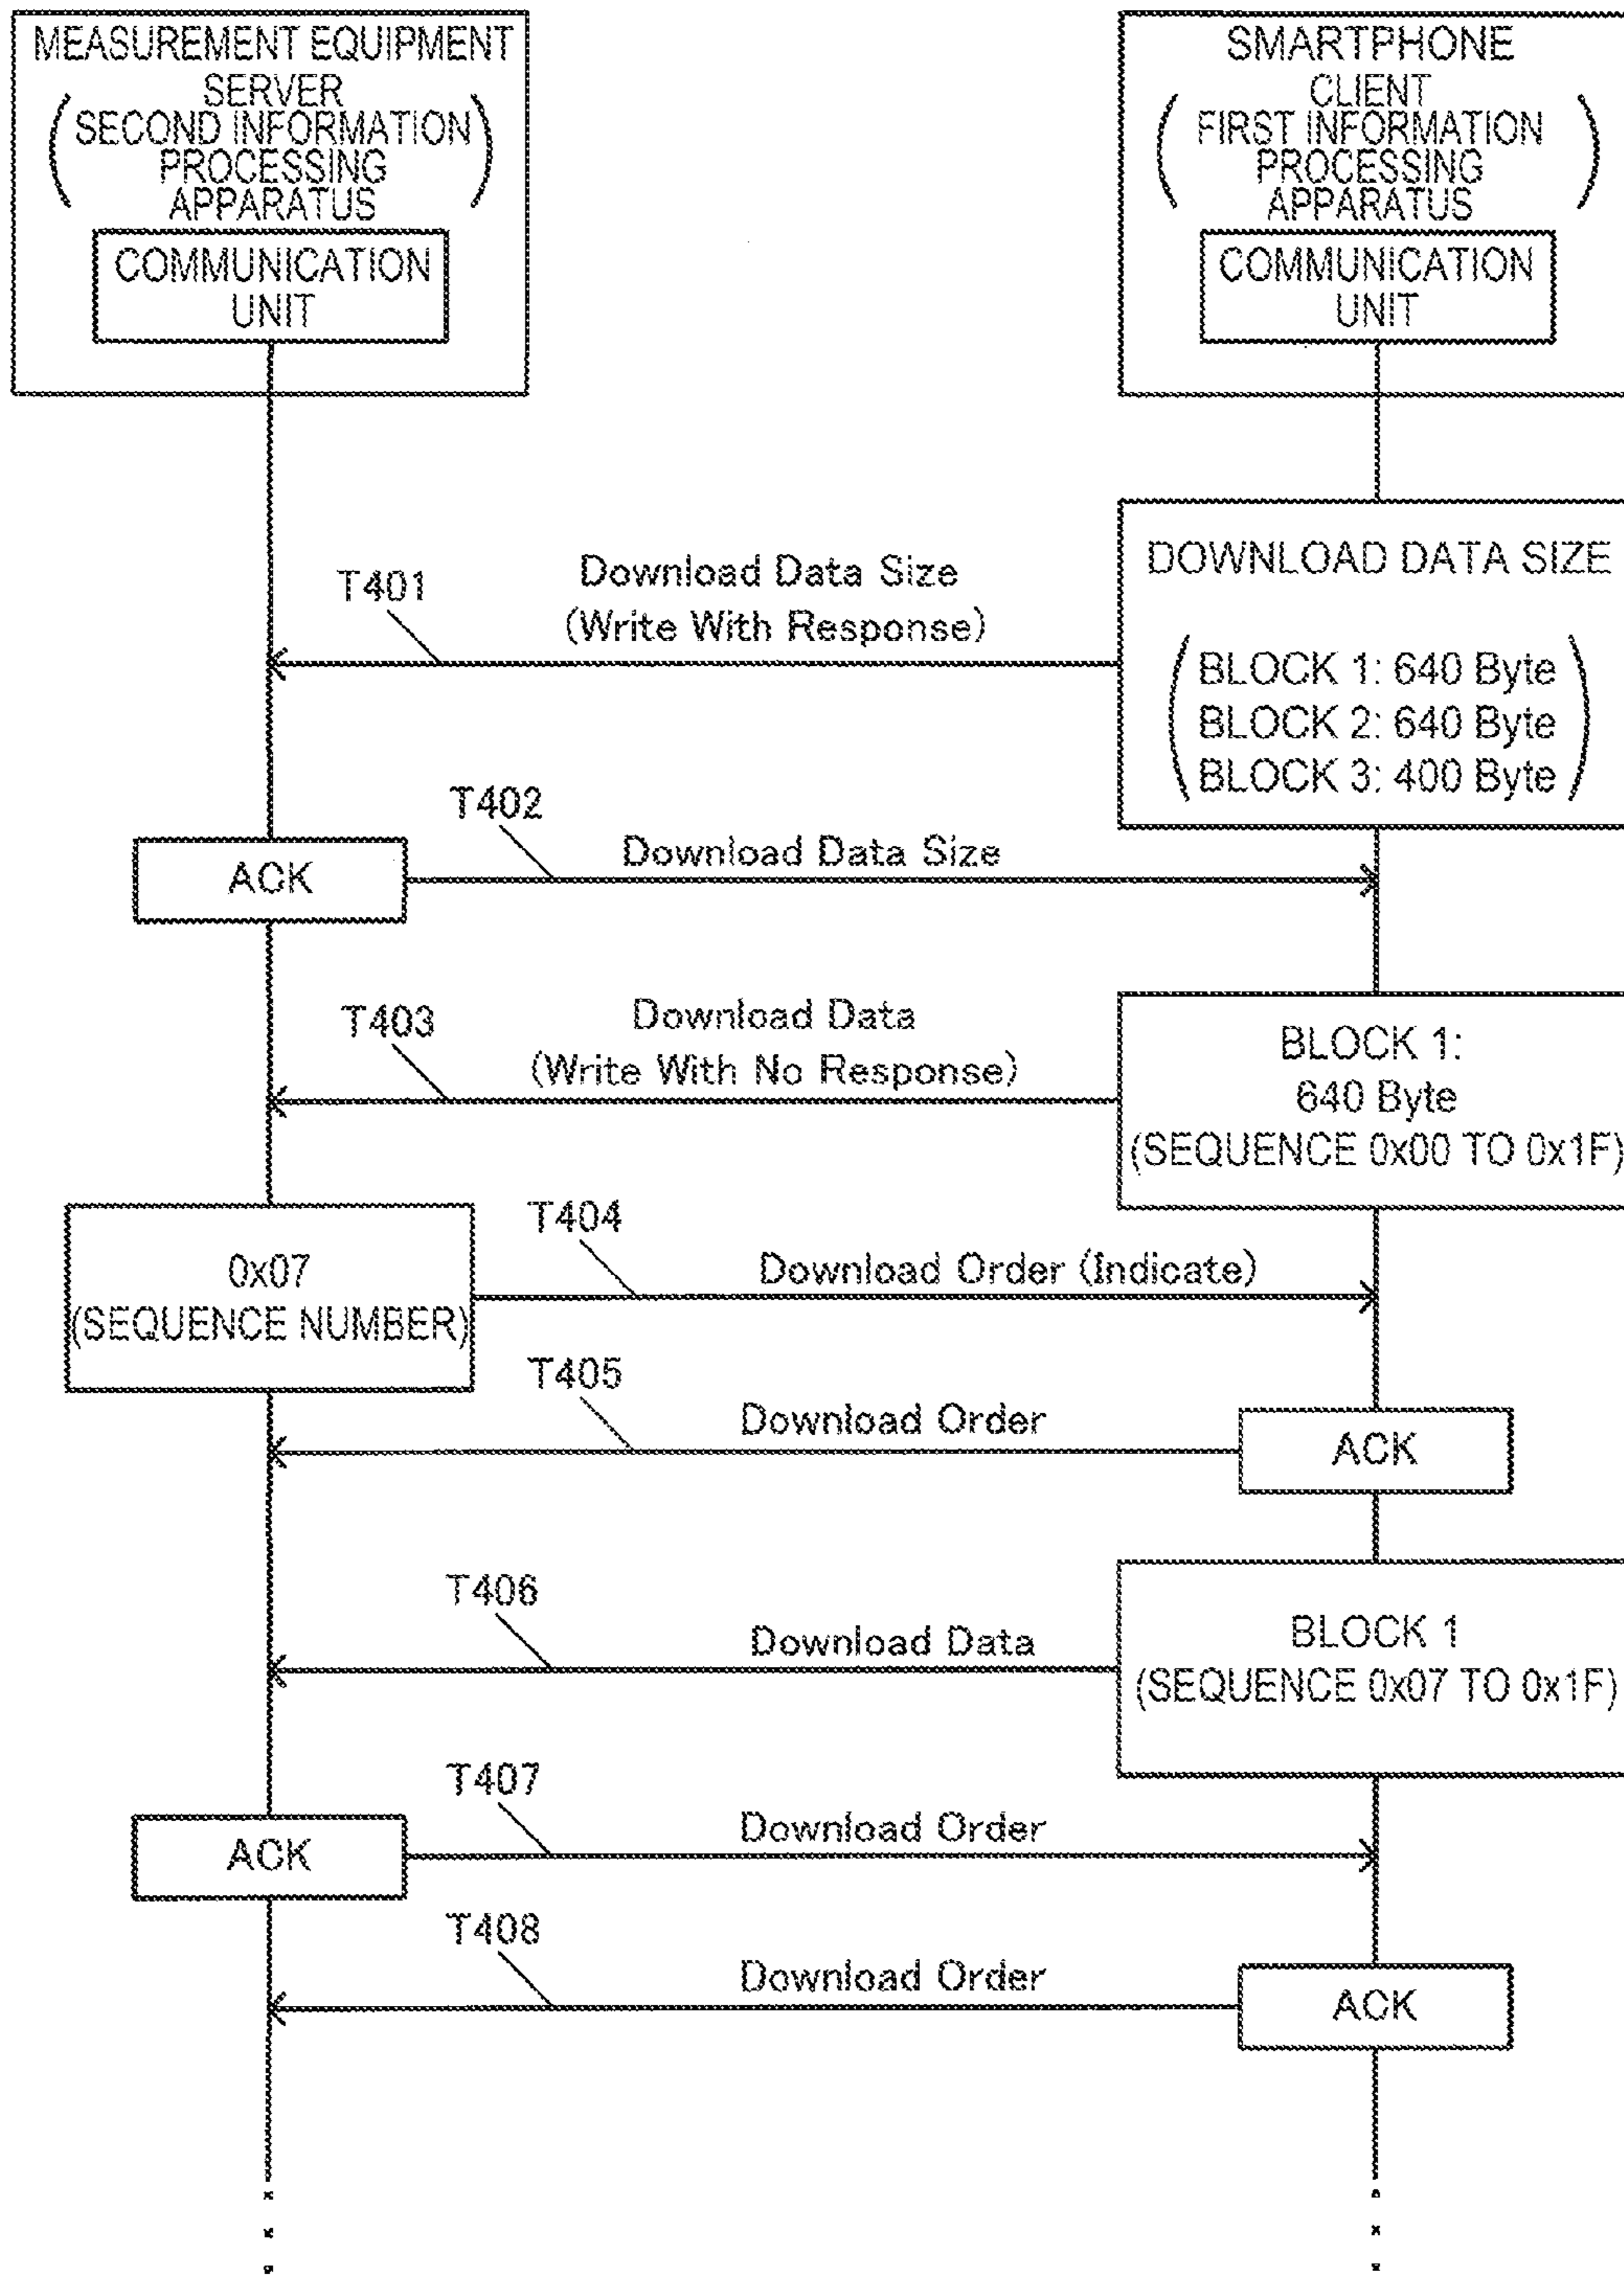 MEASUREMENT EQUIPMENT
SERVER
(SECOND INFORMATION
PROCESSING
APPARATUS)
COMMUNICATION
UNIT
SMARTPHONE
CLIENT
(FIRST INFORMATION
PROCESSING
APPARATUS)
COMMUNICATION
UNIT
DOWNLOAD DATA SIZE
(BLOCK 1: 640 Byte
BLOCK 2: 640 Byte
BLOCK 3: 400 Byte)
T401
Download Data Size
(Write With Response)
T402
ACK
Download Data Size
T403
Download Data
(Write With No Response)
BLOCK 1:
640 Byte
(SEQUENCE 0x00 TO 0x1F)
0x07
(SEQUENCE NUMBER)
T404
Download Order (Indicate)
T405
Download Order
ACK
T406
Download Data
BLOCK 1
(SEQUENCE 0x07 TO 0x1F)
T407
ACK
Download Order
T408
Download Order
ACK